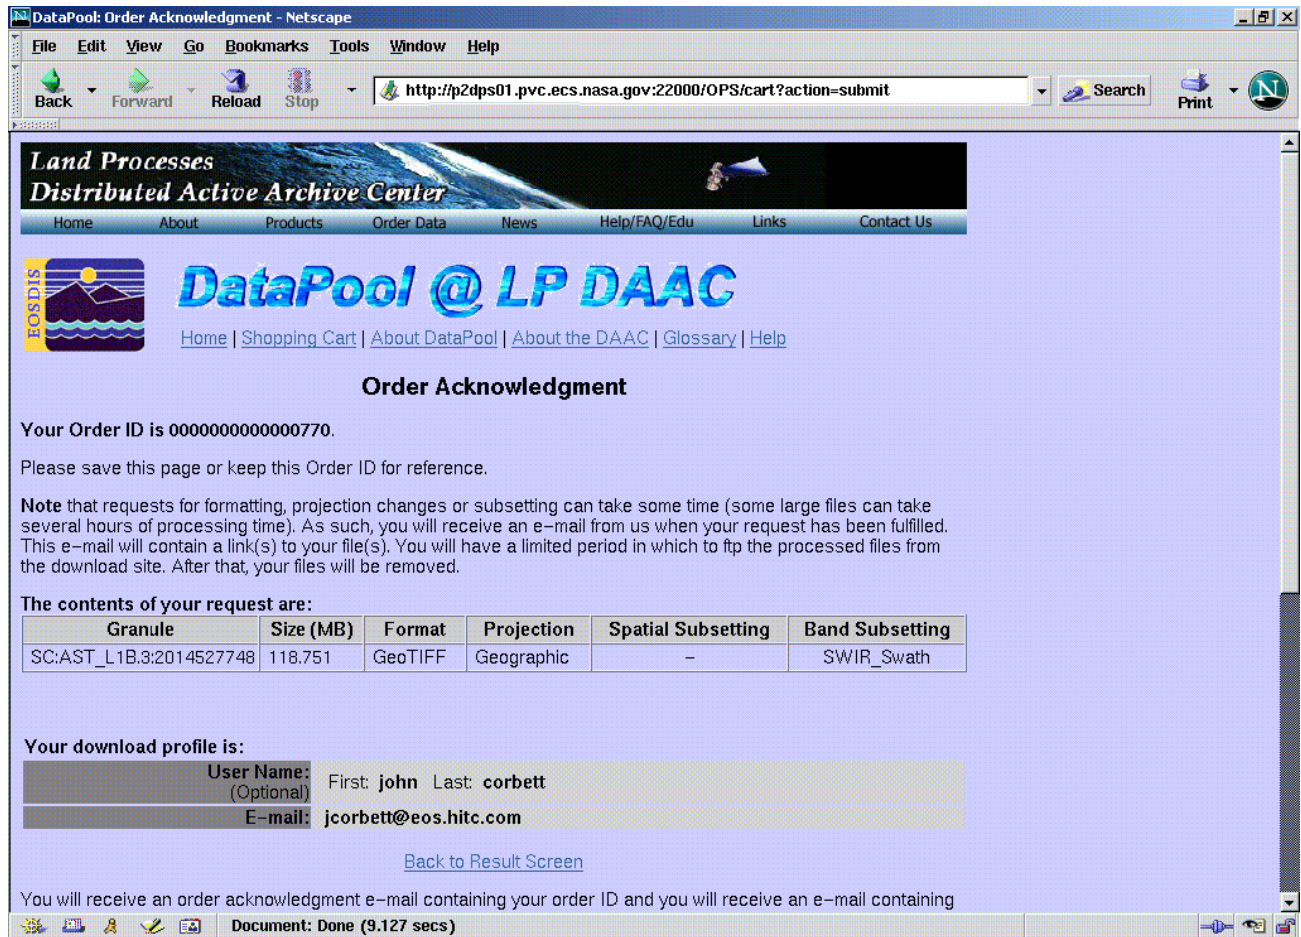 DataPool: Order Acknowledgment - Netscape
File Edit View Go Bookmarks Tools Window Help
Back Forward Reload Stop http://p2dps01.pvc.ecs.nasa.gov:22000/OPS/cart?action=submit Search Print N
Land Processes
Distributed Active Archive Center
Home About Products Order Data News Help/FAQ/Edu Links Contact Us
EOSDIS
DataPool @ LP DAAC
Home | Shopping Cart | About DataPool | About the DAAC | Glossary | Help
Order Acknowledgment
Your Order ID is 0000000000000770.
Please save this page or keep this Order ID for reference.
Note that requests for formatting, projection changes or subsetting can take some time (some large files can take
several hours of processing time). As such, you will receive an e-mail from us when your request has been fulfilled.
This e-mail will contain a link(s) to your file(s). You will have a limited period in which to ftp the processed files from
the download site. After that, your files will be removed.
The contents of your request are:
Granule Size (MB) Format Projection Spatial Subsetting Band Subsetting
SC:AST_L1B.3:2014527748 118.751 GeoTIFF Geographic - SWIR_Swath
Your download profile is:
User Name: First: john Last: corbett
(Optional)
E-mail: jcorbett@eos.hitc.com
Back to Result Screen
You will receive an order acknowledgment e-mail containing your order ID and you will receive an e-mail containing
Document: Done (9.127 secs)